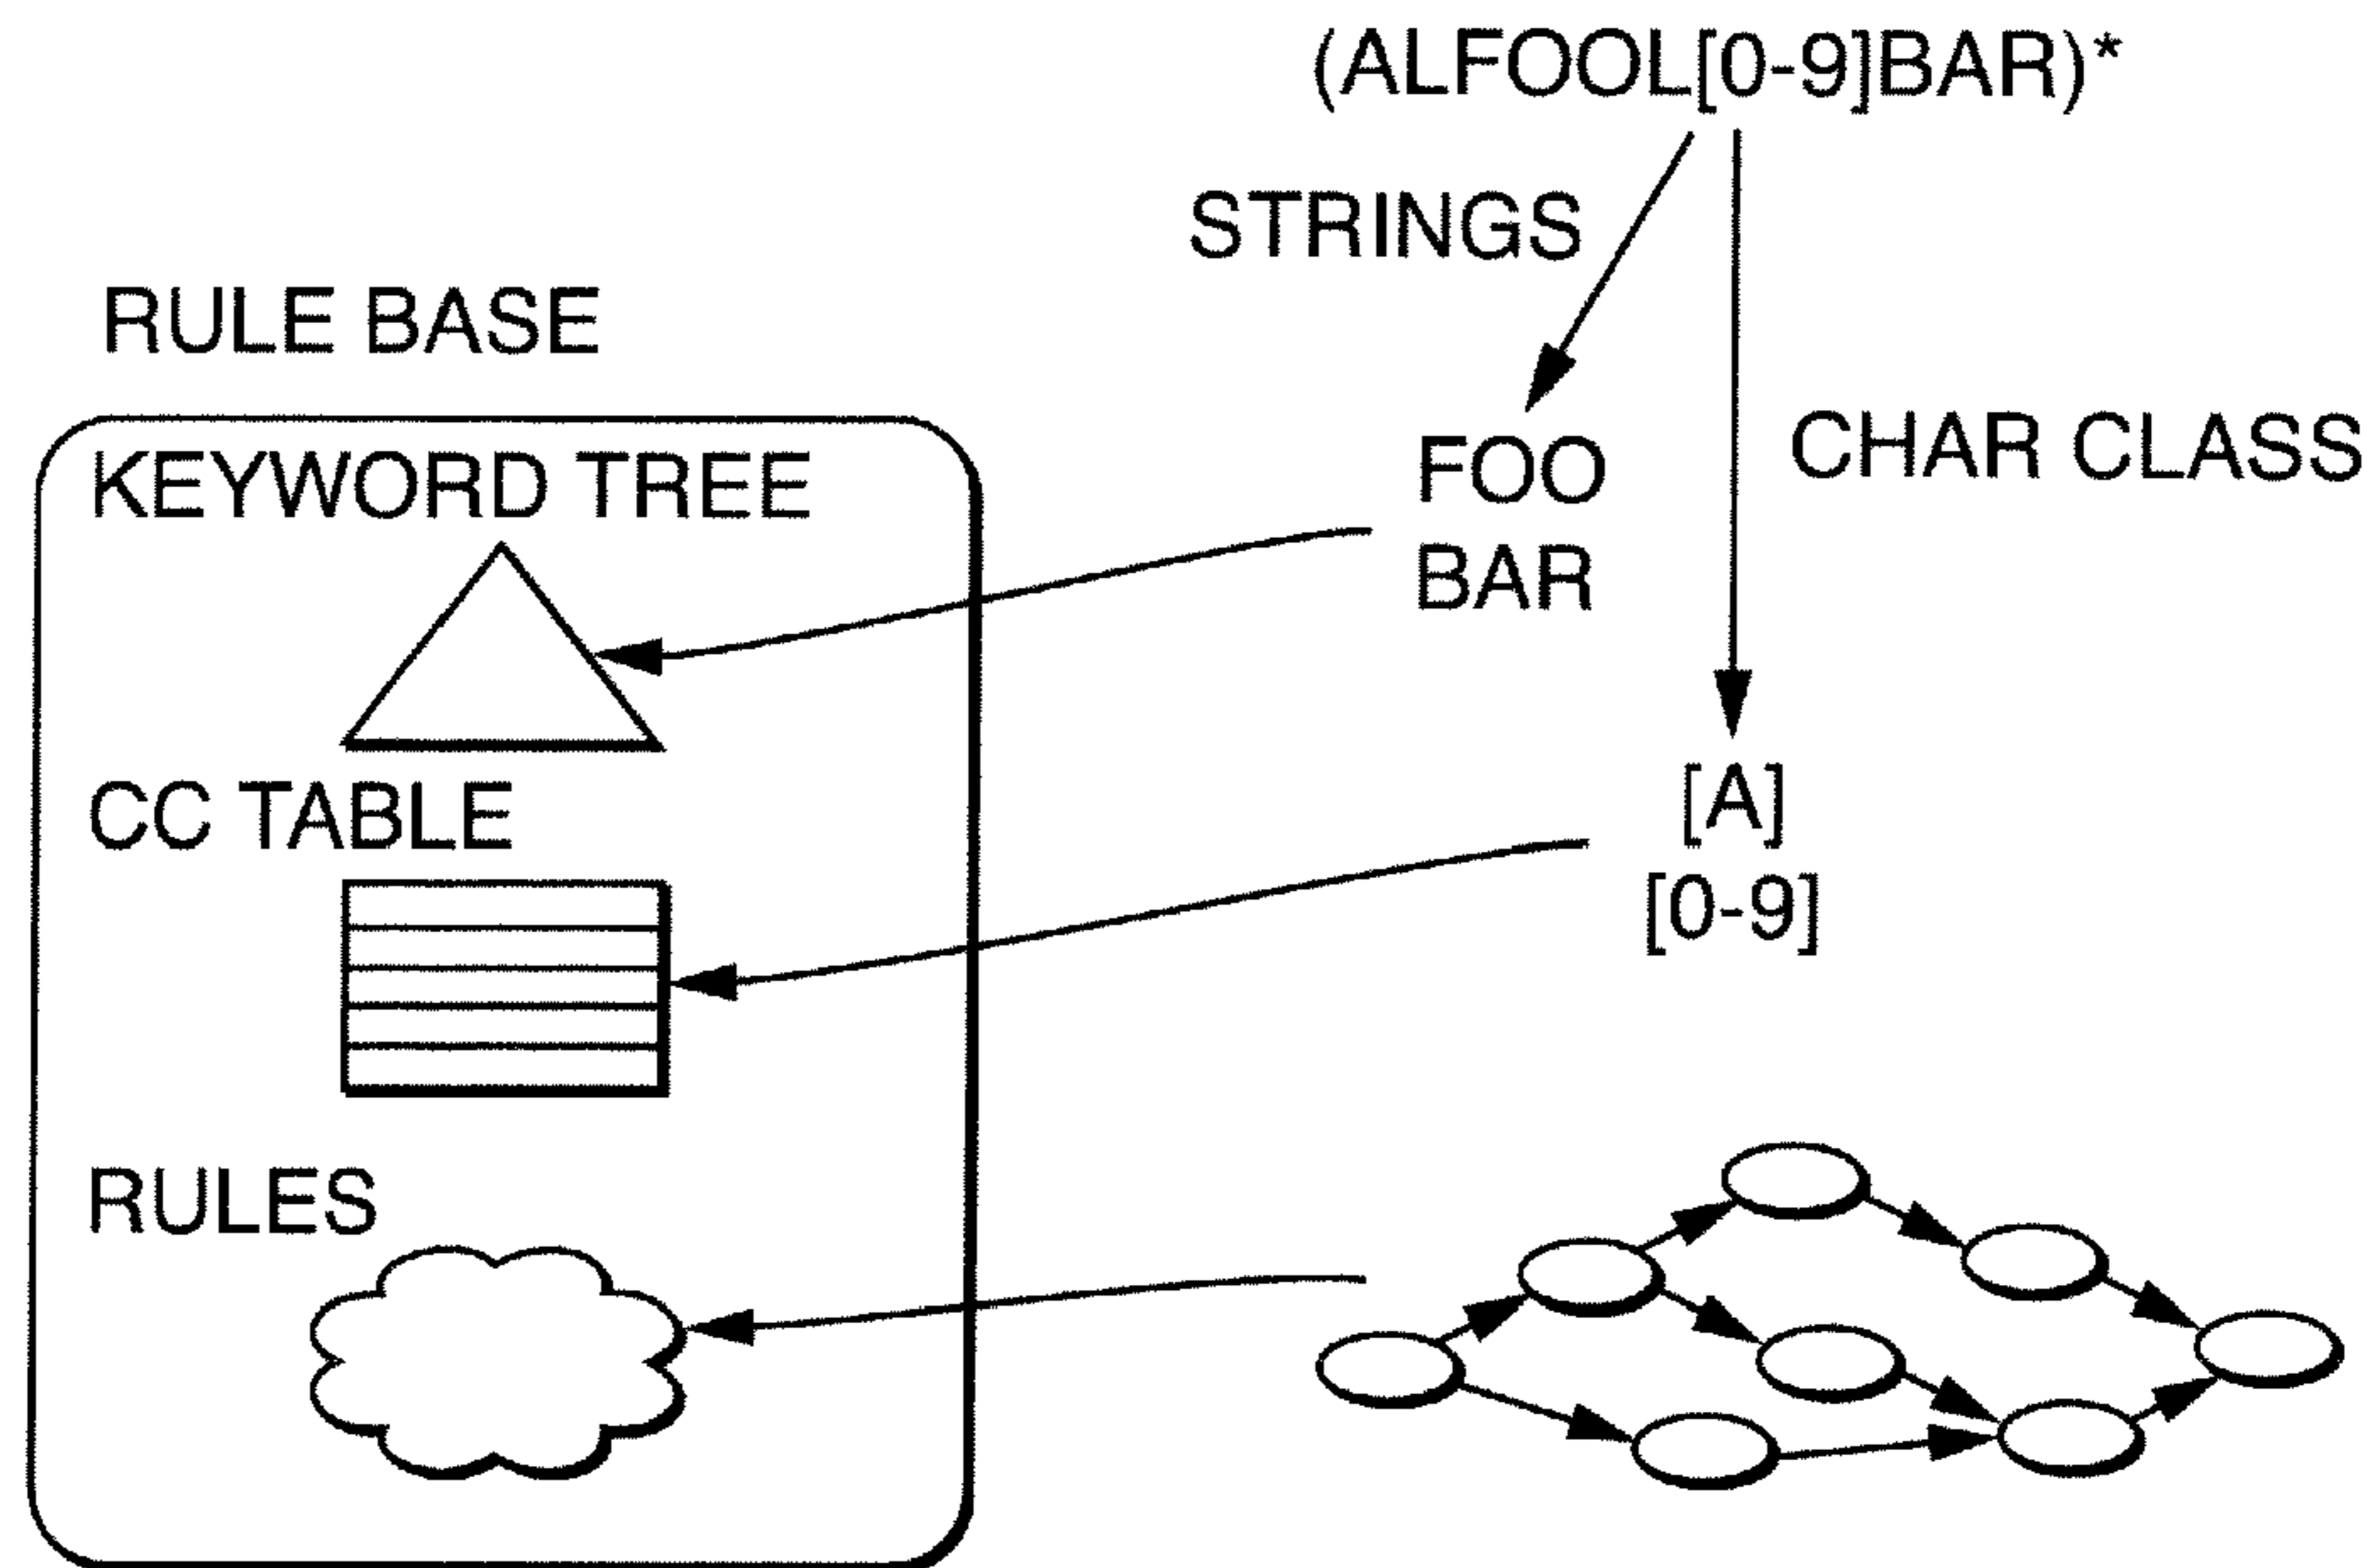 (ALFOOL[0-9]BAR)*
STRINGS
RULE BASE
CHAR CLASS
KEYWORD TREE
FOO
BAR
CC TABLE
[A]
[0-9]
RULES